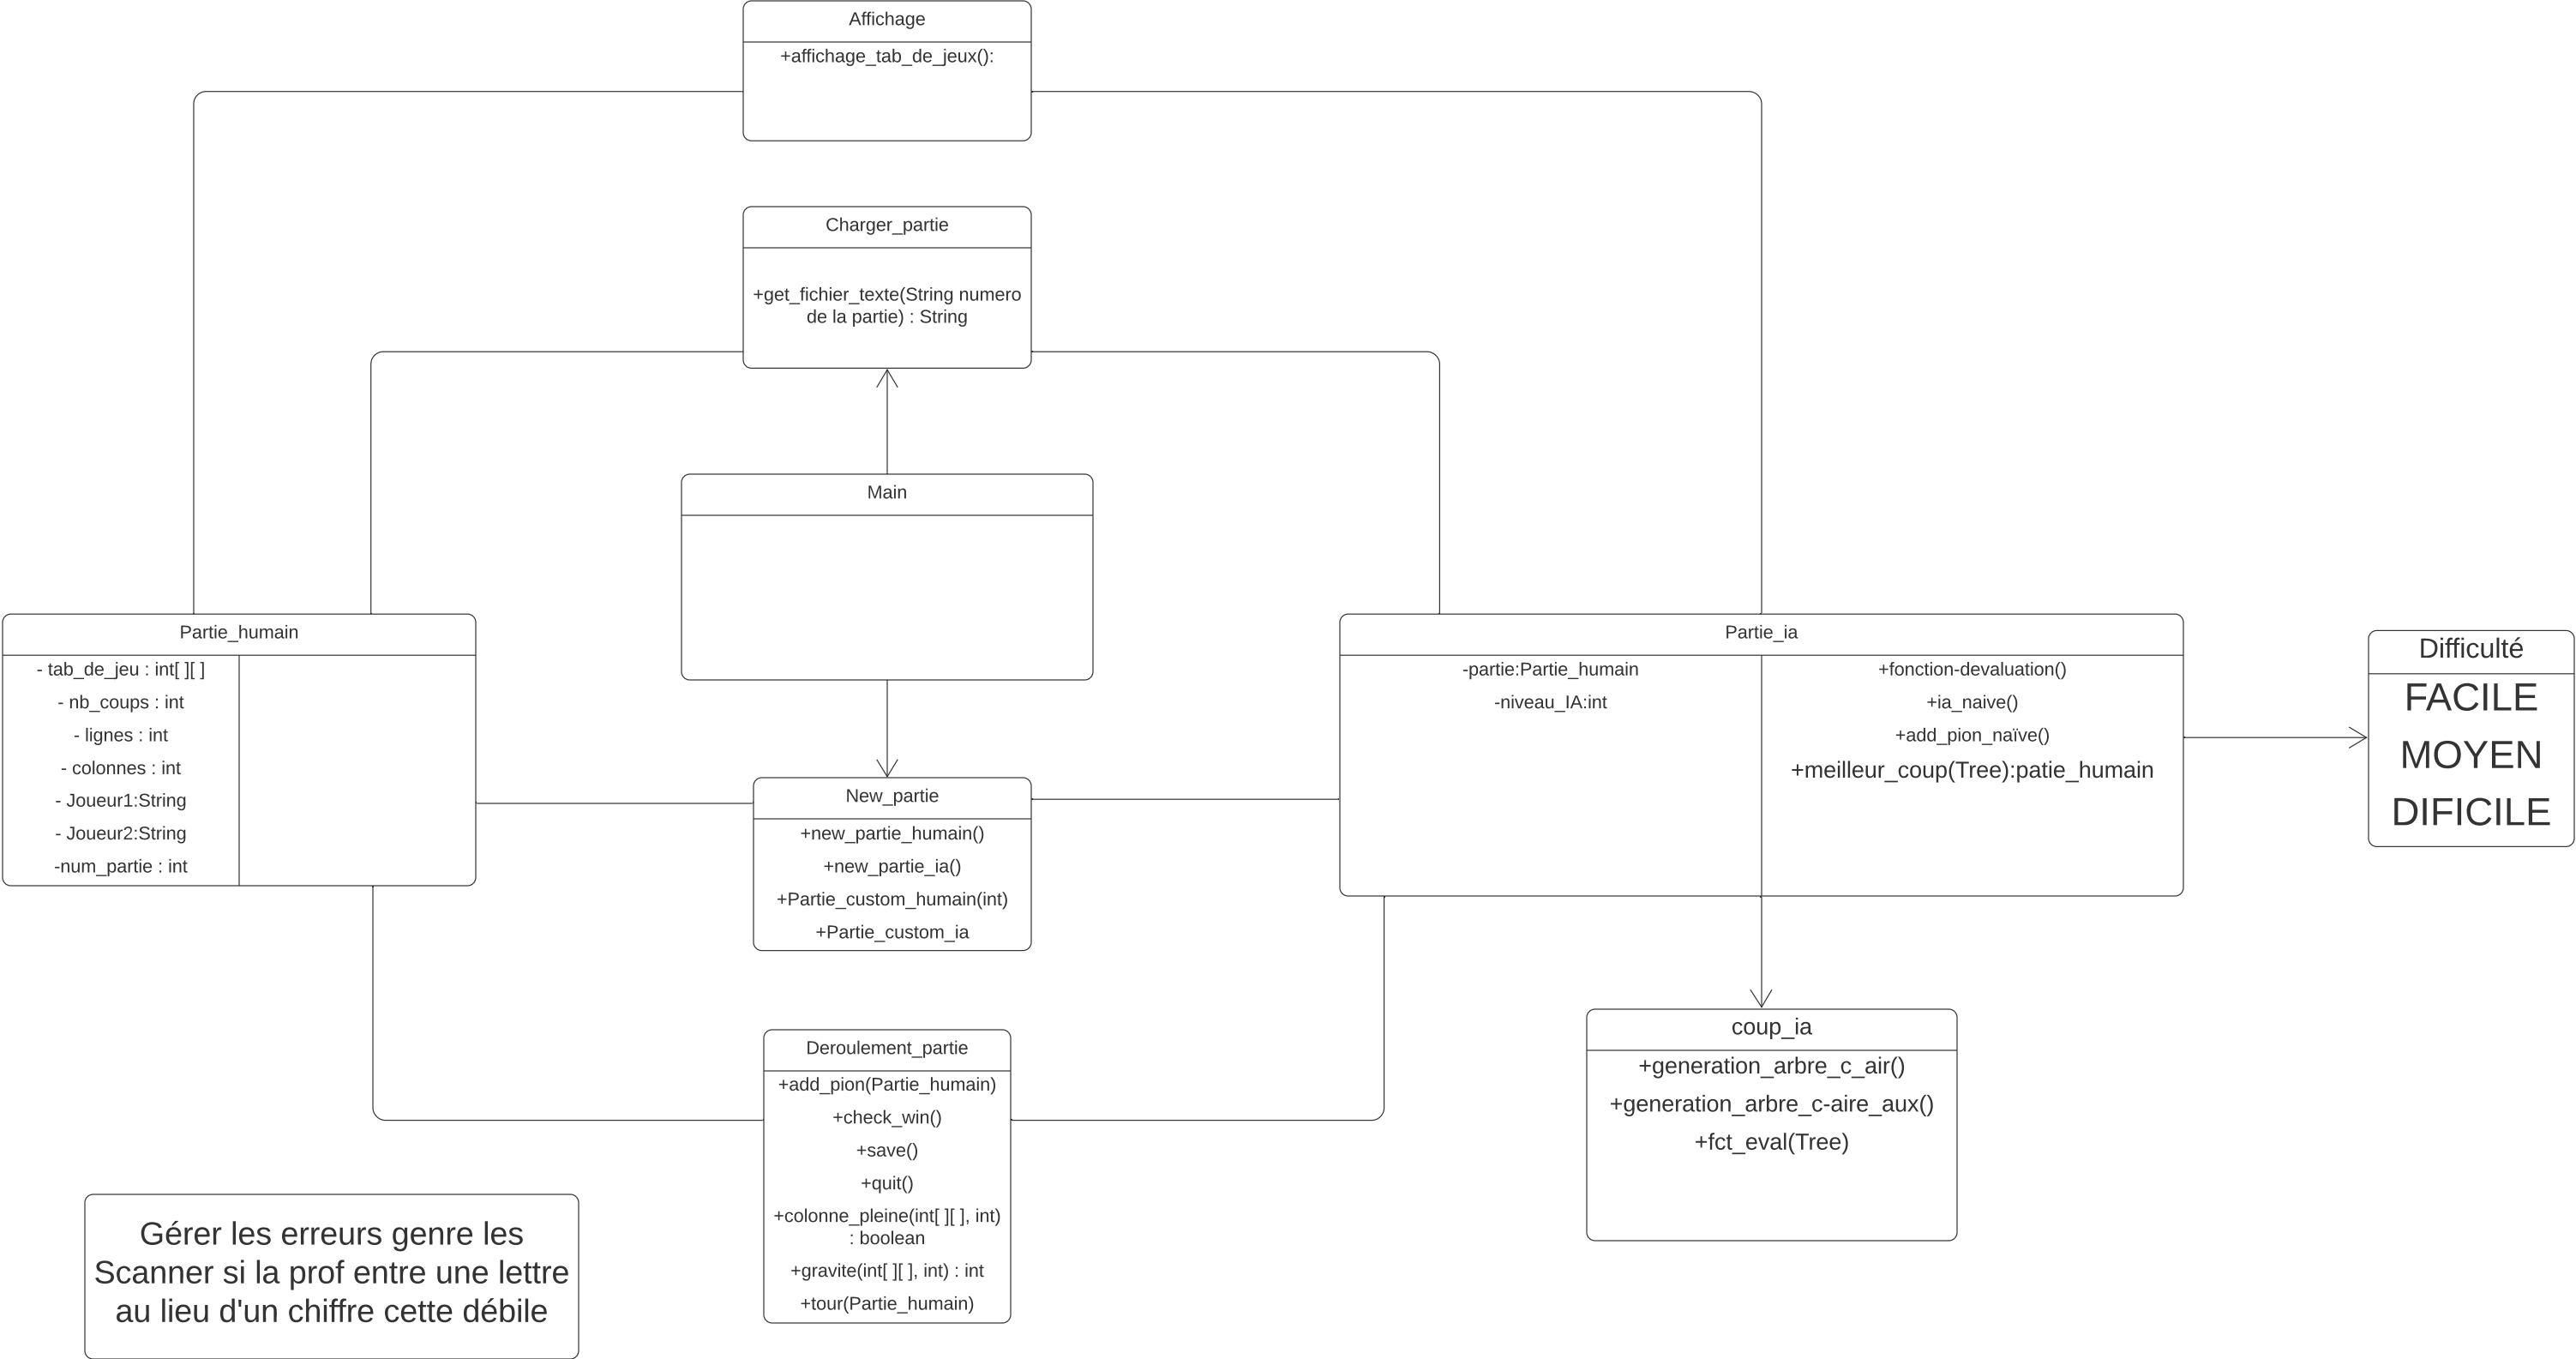 Affichage
+affichage_tab_de_jeux():
Charger_partie
+get_fichier_texte(String numero
de la partie) : String
Main
Partie_humain
- tab_de_jeu : int[ ][ ]
- nb_coups : int
- lignes : int
- colonnes : int
- Joueur1:String
- Joueur2:String
-num_partie : int
New_partie
+new_partie_humain()
+new_partie_ia()
+Partie_custom_humain(int)
+Partie_custom_ia
Partie_ia
-partie:Partie_humain
-niveau_IA:int
+fonction-devaluation()
+ia_naive()
+add_pion_naïve()
+meilleur_coup(Tree):patie_humain
Difficulté
FACILE
MOYEN
DIFICILE
Deroulement_partie
+add_pion(Partie_humain)
+check_win()
+save()
+quit()
+colonne_pleine(int[ ][ ], int)
: boolean
+gravite(int[ ][ ], int) : int
+tour(Partie_humain)
coup_ia
+generation_arbre_c_air()
+generation_arbre_c-aire_aux()
+fct_eval(Tree)
Gérer les erreurs genre les
Scanner si la prof entre une lettre
au lieu d'un chiffre cette débile